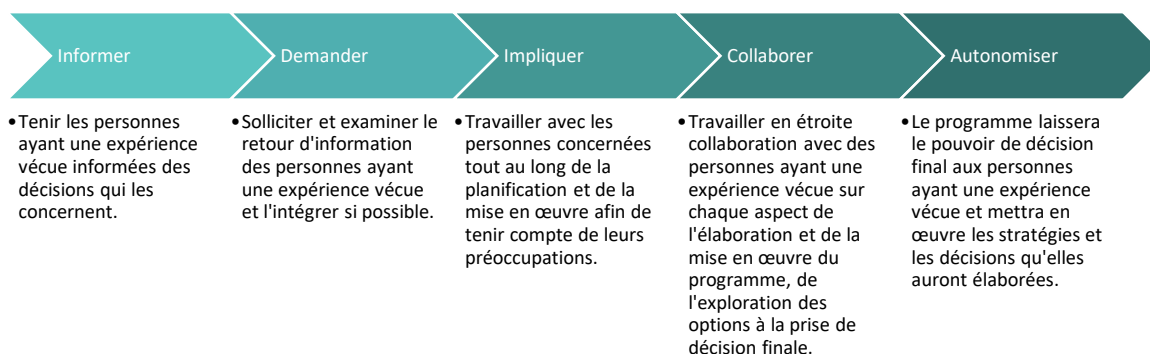 Informer
Demander
Impliquer
Collaborer
Autonomiser
•Tenir les personnes
ayant une expérience
vécue informées des
décisions qui les
concernent.
•Solliciter et examiner le
retour d'information
des personnes ayant
une expérience vécue
et l'intégrer si possible.
•Travailler avec les
personnes concernées
tout au long de la
planification et de la
mise en œuvre afin de
tenir compte de leurs
préoccupations.
•Travailler en étroite
collaboration avec des
personnes ayant une
expérience vécue sur
chaque aspect de
l'élaboration et de la
mise en œuvre du
programme, de
l'exploration des
options à la prise de
décision finale.
•Le programme laissera
le pouvoir de décision
final aux personnes
ayant une expérience
vécue et mettra en
œuvre les stratégies et
les décisions qu'elles
auront élaborées.